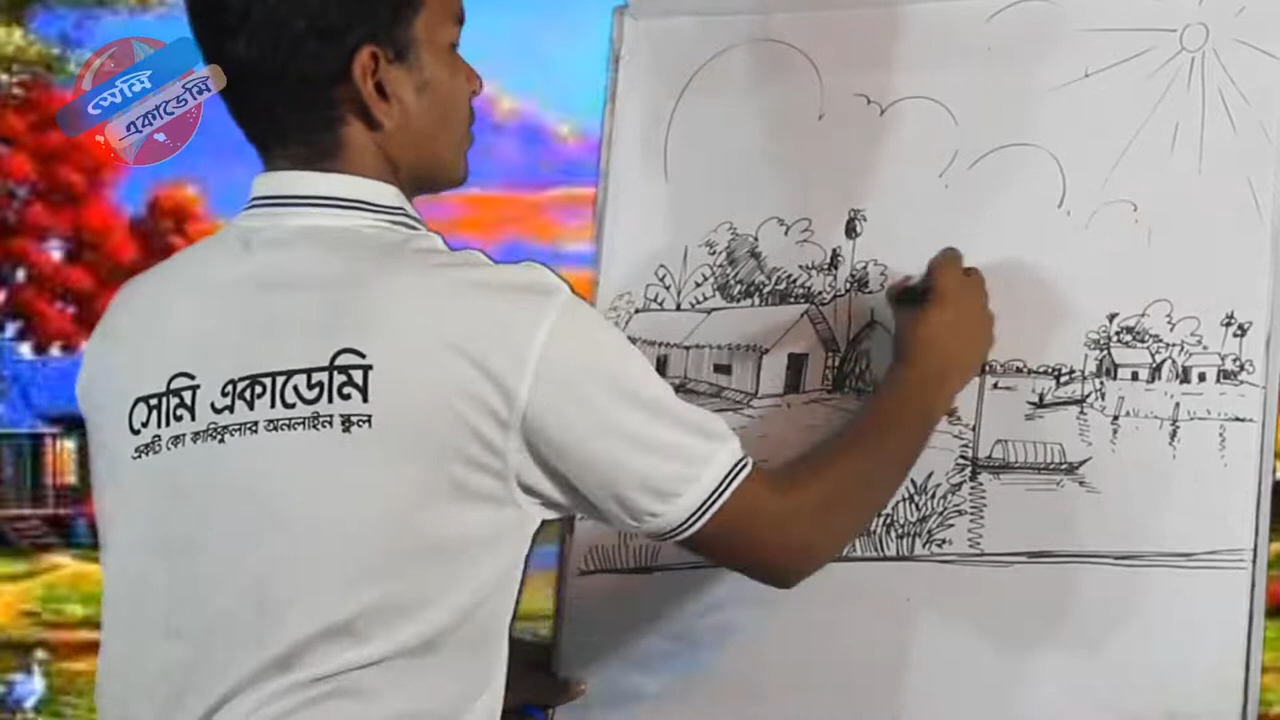 সেমি
একাডেমি
সেমি একাডেমি
একটি কো কারিকুলার অনলাইন স্কুল